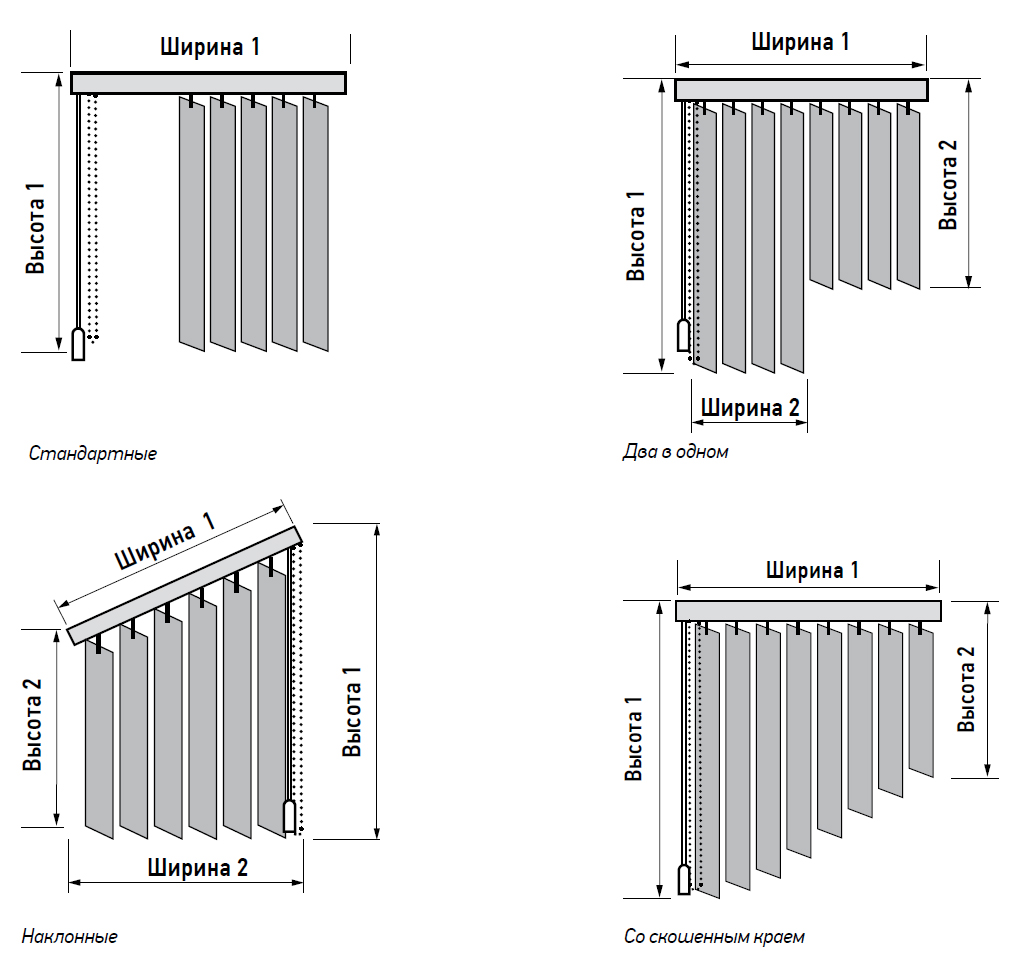 Ширина 1
Высота 1
Стандартные
Ширина 1
Высота 1
Высота 2
Ширина 2
Два в одном
Ширина 1
Высота 2
Высота 1
Ширина 2
Наклонные
Ширина 1
Высота 1
Высота 2
Со скошенным краем